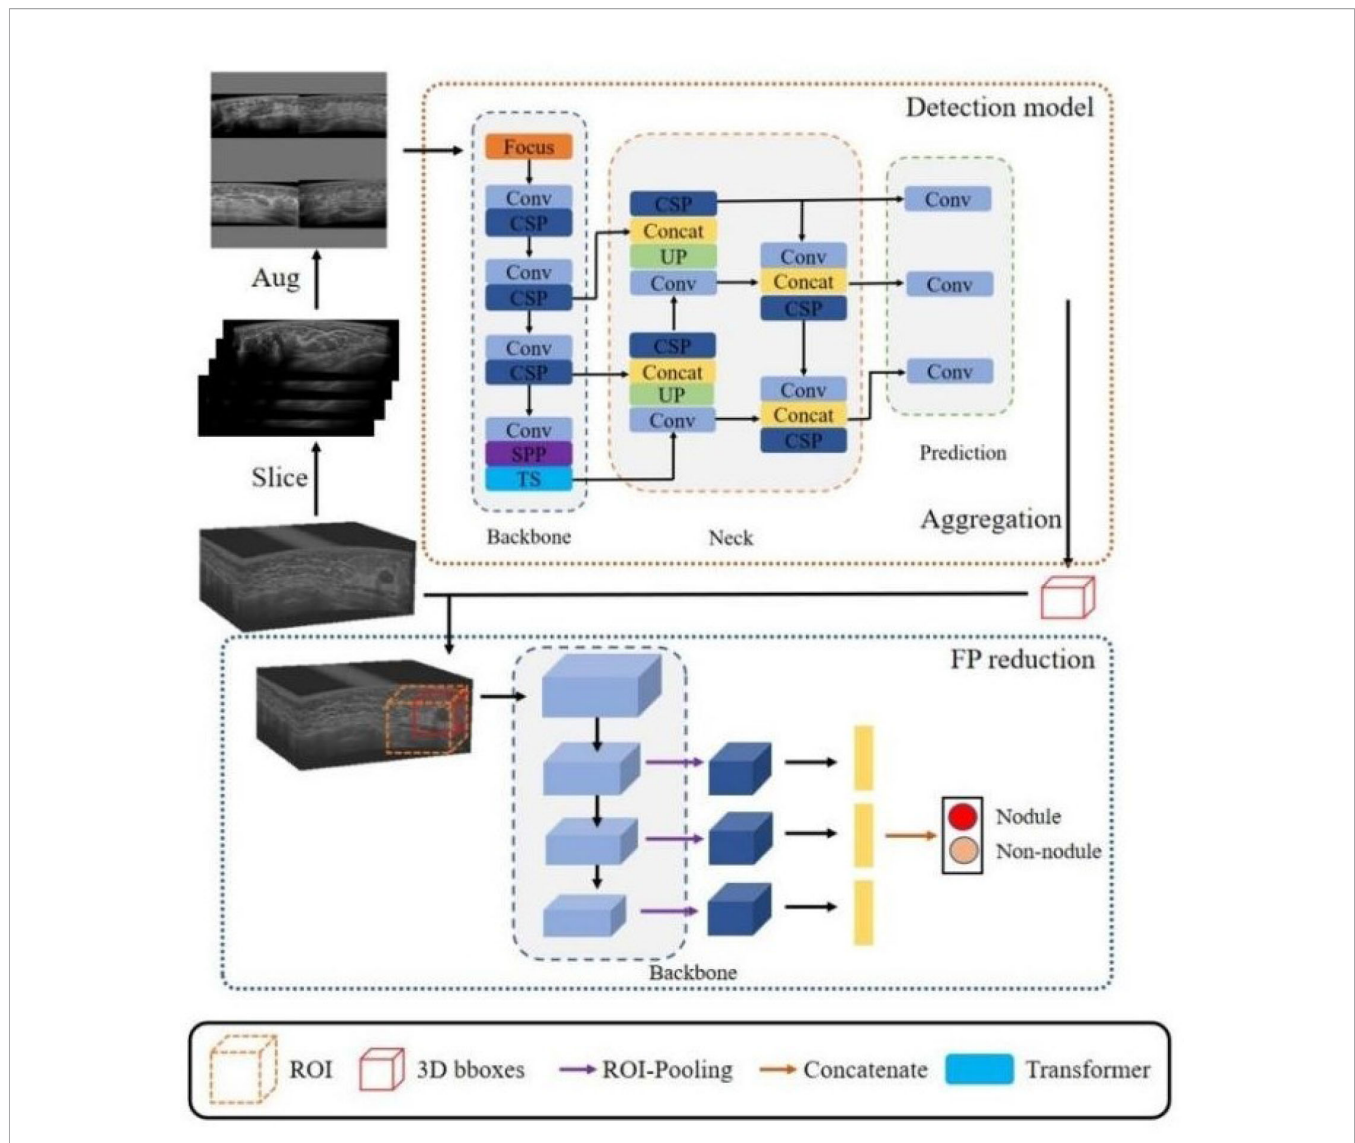 Detection model
Focus
Conv
CSP
Conv
CSP
Conv
CSP
Conv
SPP
TS
Backbone
CSP
Concat
UP
Conv
CSP
Concat
UP
Conv
Conv
Concat
CSP
Conv
Concat
CSP
Neck
Conv
Conv
Conv
Prediction
Aug
Slice
Aggregation
FP reduction
Nodule
Non-nodule
Backbone
ROI
3D bboxes
ROI-Pooling
Concatenate
Transformer